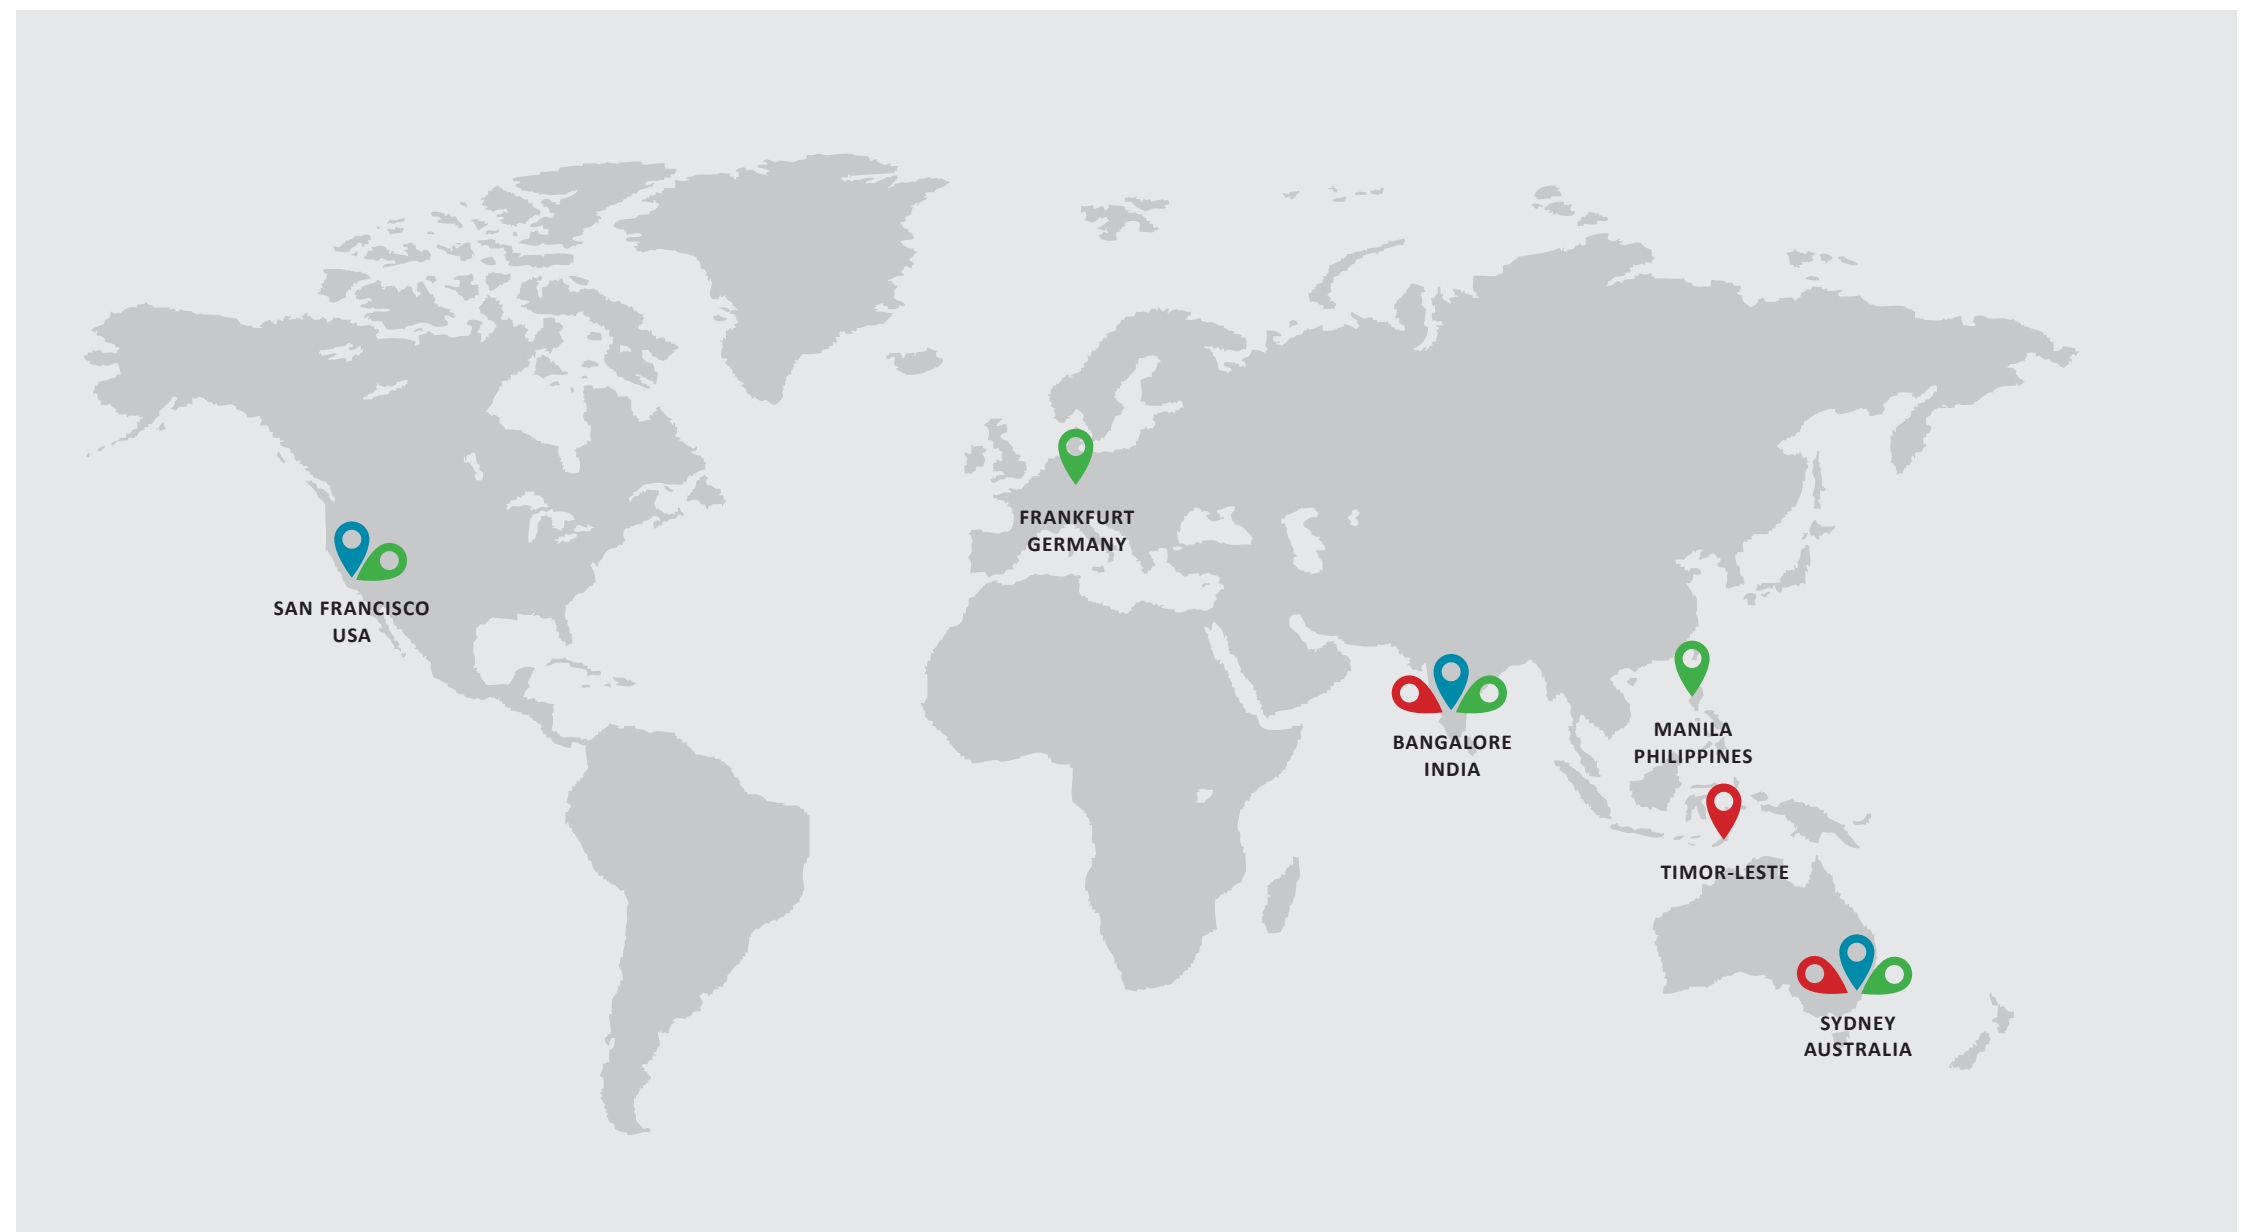 FRANKFURT
GERMANY
SAN FRANCISCO
USA
BANGALORE
INDIA
MANILA
PHILIPPINES
TIMOR-LESTE
SYDNEY
AUSTRALIA